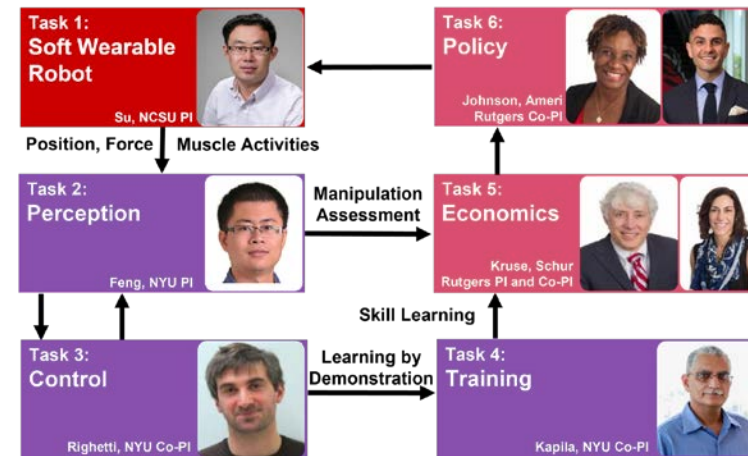 Task 1:
Soft Wearable
Robot
Su, NCSU PI
Task 6:
Policy
Johnson, Ameri
Rutgers Co-PI
Position, Force
Muscle Activities
Task 2:
Perception
Feng, NYU PI
Manipulation
Assessment
Task 5:
Economics
Kruse, Schur
Rutgers PI and Co-PI
Skill Learning
Task 3:
Control
Righetti, NYU Co-PI
Learning by
Demonstration
Task 4:
Training
Kapila, NYU Co-PI